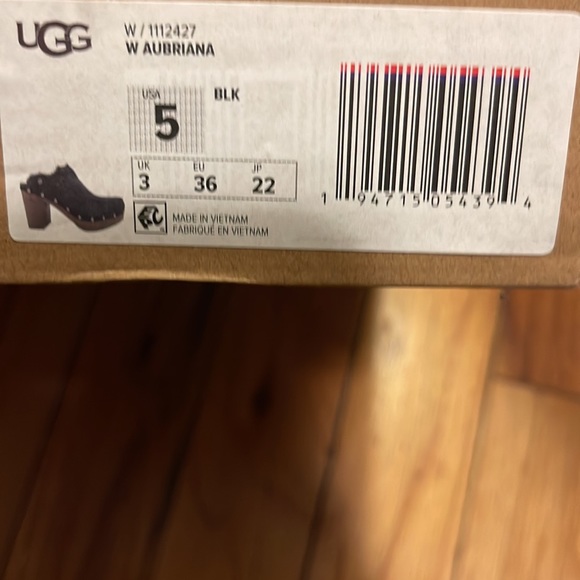 UGG
W / 1112427
W AUBRIANA
USA
5
BLK
UK EU JP
3 36 22
MADE IN VIETNAM
FABRIQUÉ EN VIETNAM
1 94715 05439 4